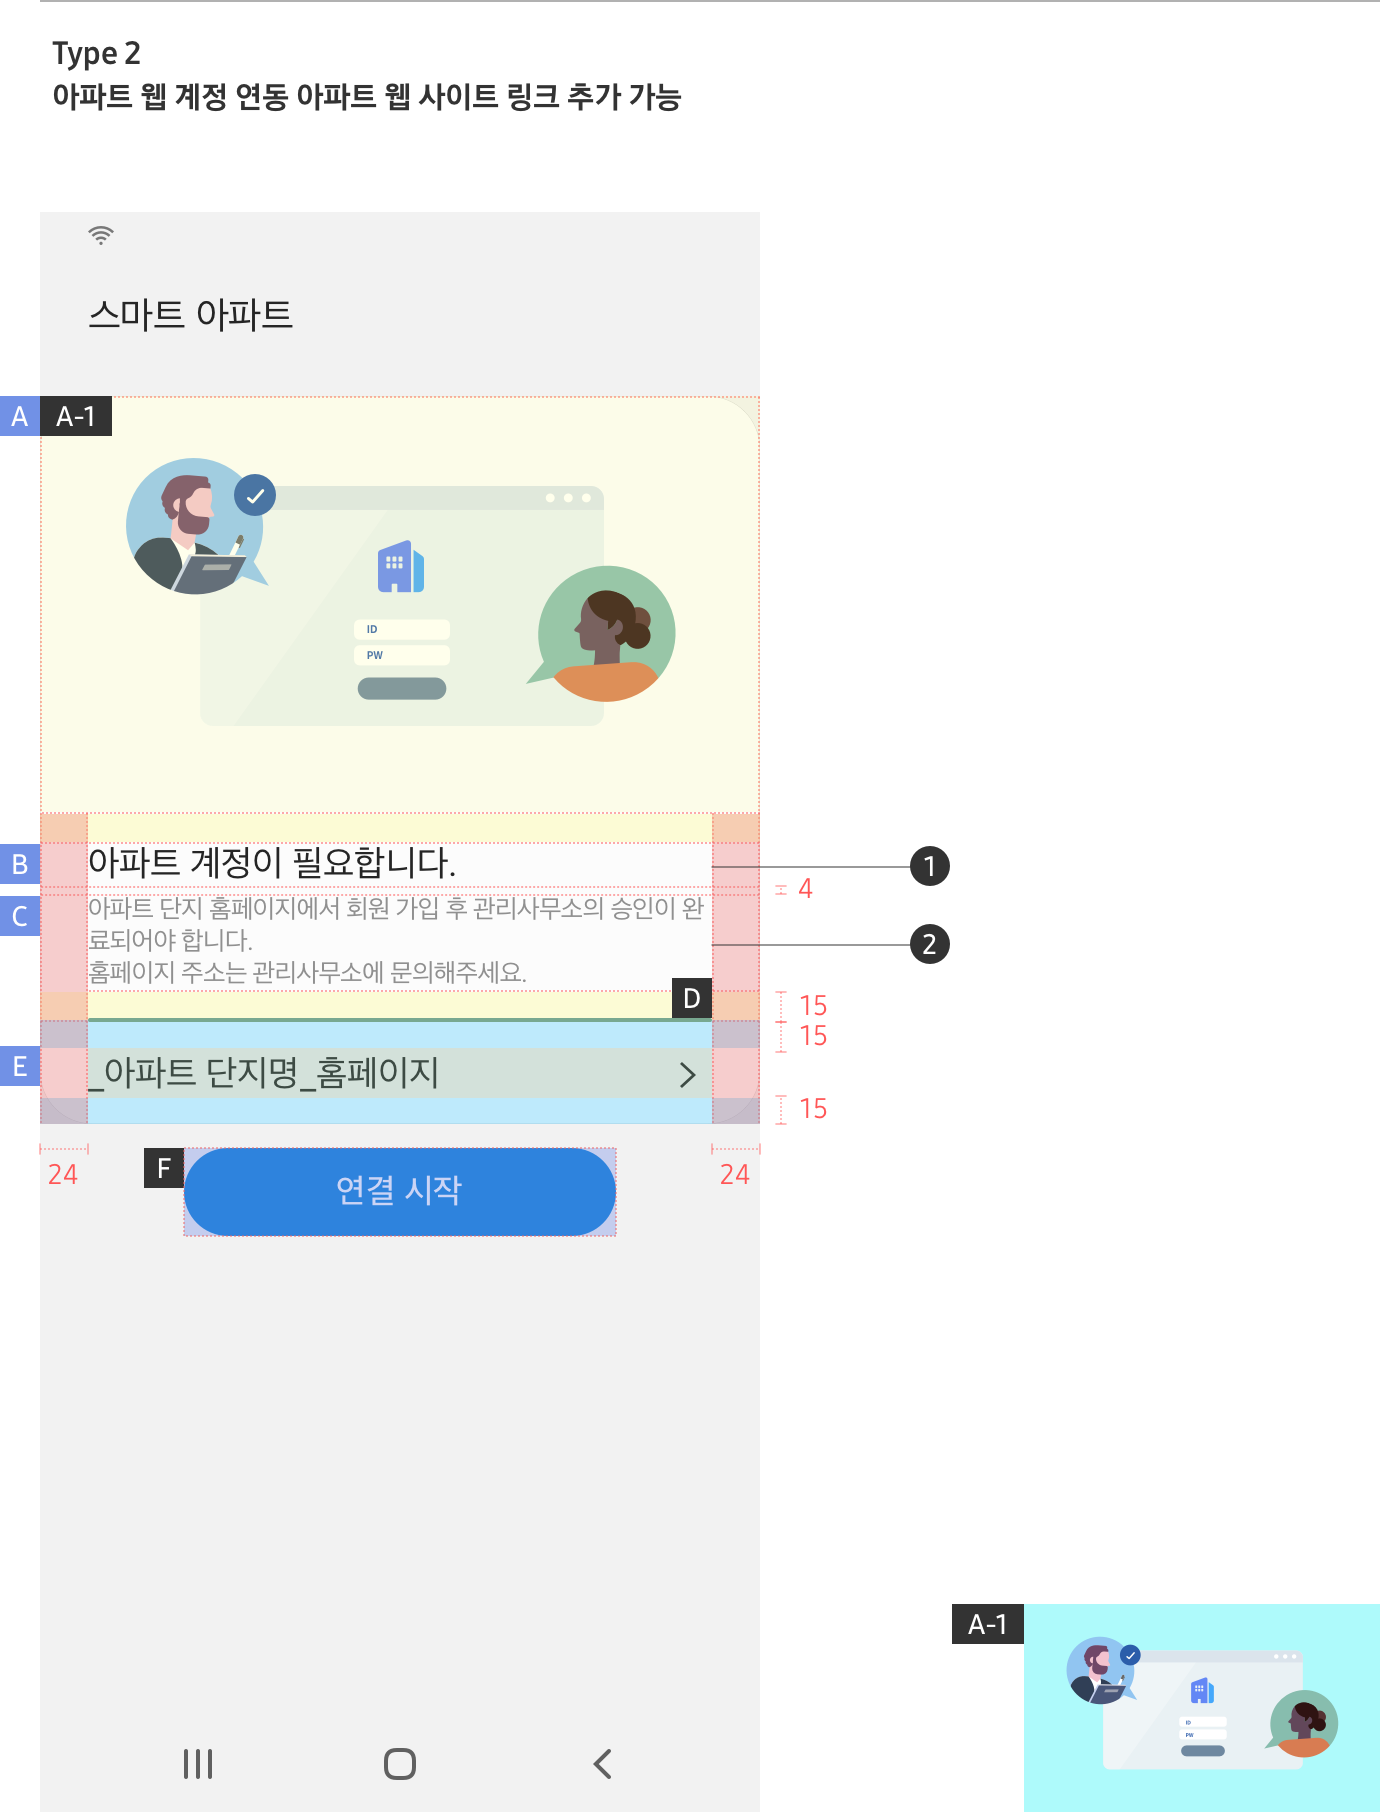 Type 2
아파트 웹 계정 연동 아파트 웹 사이트 링크 추가 가능
스마트 아파트
A
A-1
ID
PW
B
아파트 계정이 필요합니다.
1
4
C
아파트 단지 홈페이지에서 회원 가입 후 관리사무소의 승인이 완
료되어야 합니다.
2
홈페이지 주소는 관리사무소에 문의해주세요.
D
15
15
E
_아파트 단지명_홈페이지
15
24
F
연결 시작
24
A-1
ID
PW